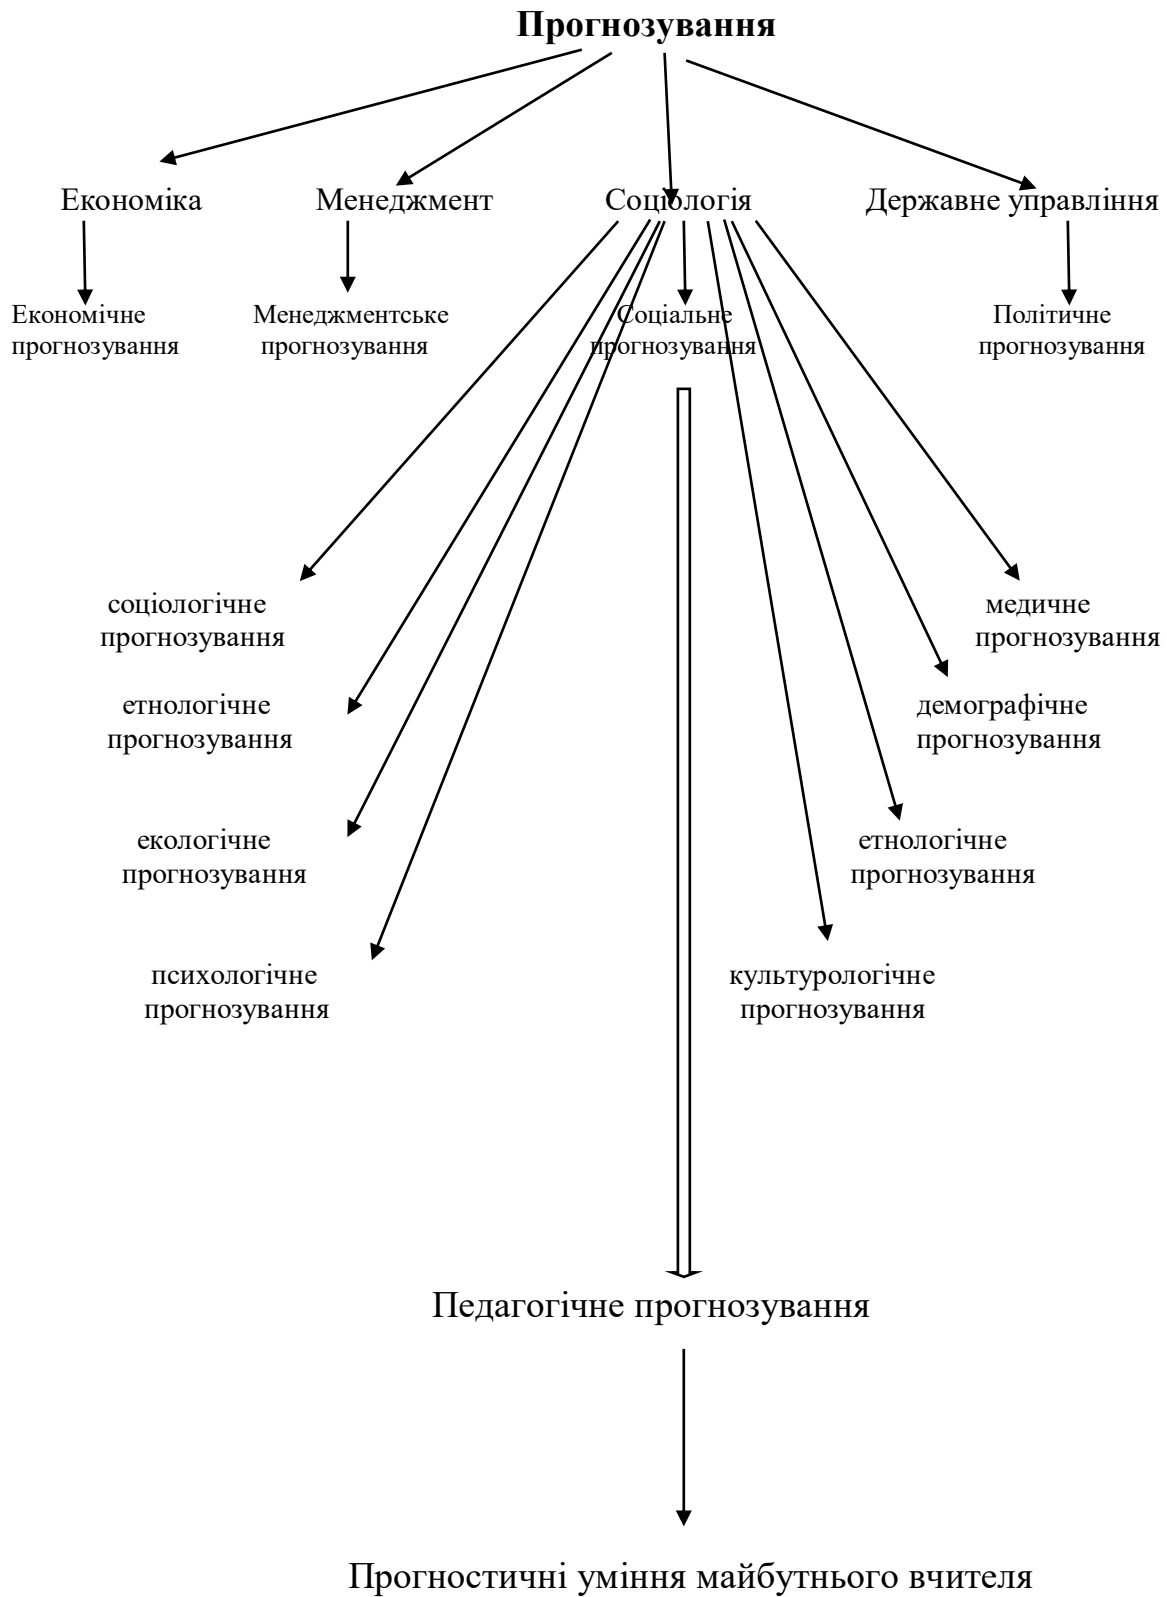 Прогнозування
Економіка
Менеджмент
Соціологія
Державне управління
Економічне
прогнозування
Менеджментське
прогнозування
Соціальне
прогнозування
Політичне
прогнозування
соціологічне
прогнозування
медичне
прогнозування
етнологічне
прогнозування
демографічне
прогнозування
екологічне
прогнозування
етнологічне
прогнозування
психологічне
прогнозування
культурологічне
прогнозування
Педагогічне прогнозування
Прогностичні уміння майбутнього вчителя